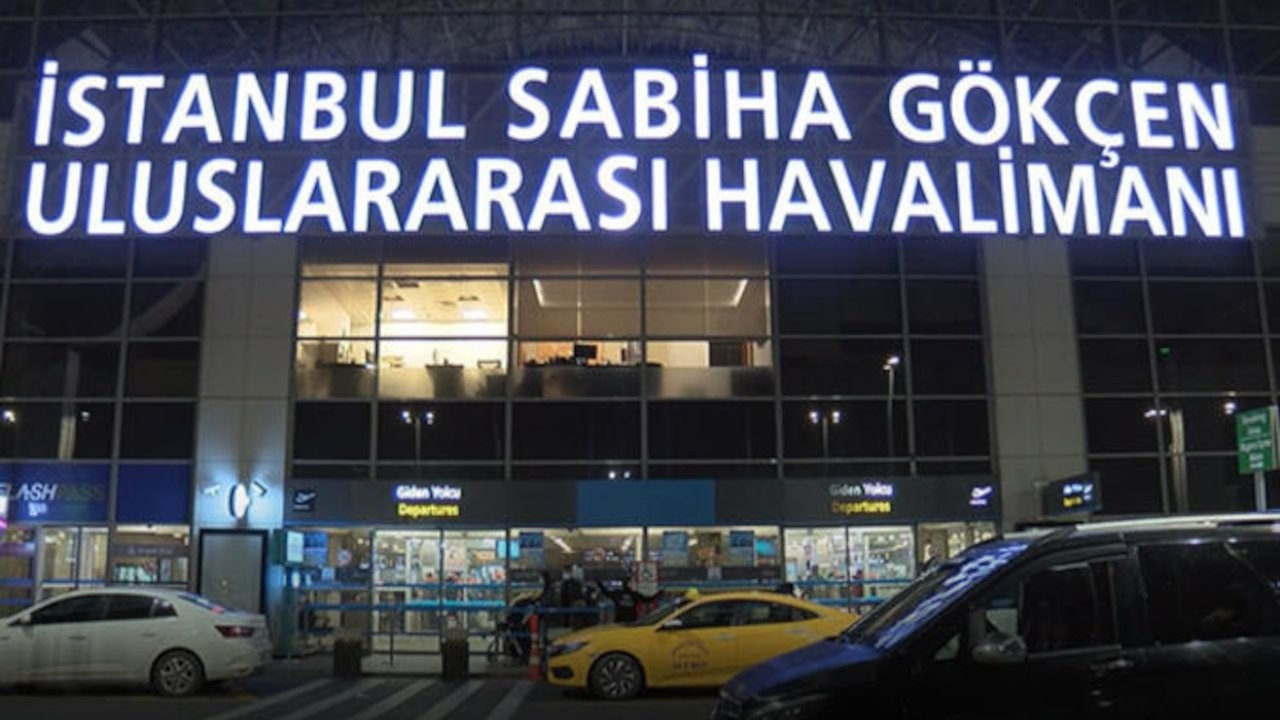 İSTANBUL SABİHA GÖKÇEN
ULUSLARARASI HAVALİMANI
Giden Yolcu
Departures
Giden Yolcu
Departures